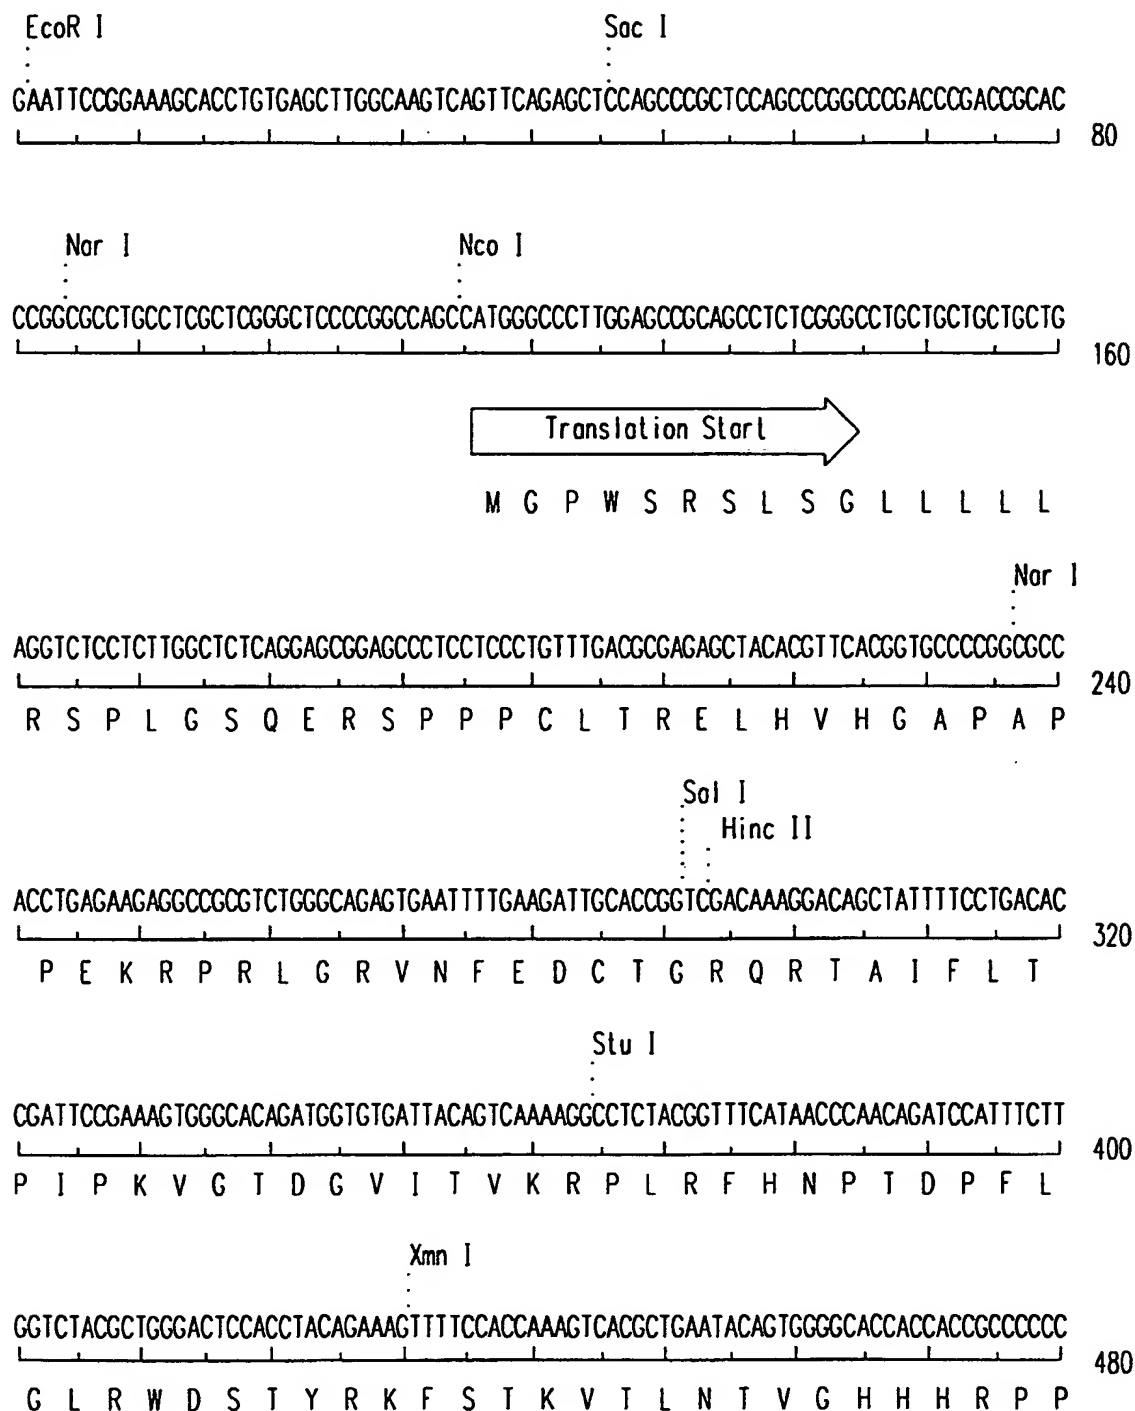 EcoR I Sac I
GAATTCCGGAAAGCACCTGTGAGCTTGGCAAGTCAGTTCAGAGCTCCAGCCCGCTCCAGCCCGGCCCGACCCGACCGCAC
80
Nar I Nco I
CCGGCGCCTGCCTCGCTCGGGCTCCCCGGCCAGCCATGGGCCCTTGGAGCCGCAGCCTCTCGGGCCTGCTGCTGCTGCTG
160
Translation Start
M G P W S R S L S G L L L L L
Nar I
AGGTCTCCTCTTGGCTCTCAGGAGCGGAGCCCTCCTCCCTGTTTGACGCGAGAGCTACACGTTCACGGTGCCCCGGCGCC
240
R S P L G S Q E R S P P P C L T R E L H V H G A P A P
Sal I
Hinc II
ACCTGAGAAGAGGCCGCGTCTGGGCAGAGTGAATTTTGAAGATTGCACCGGTCGACAAAGGACAGCTATTTTCCTGACAC
320
P E K R P R L G R V N F E D C T G R Q R T A I F L T
Stu I
CGATTCCGAAAGTGGGCACAGATGGTGTGATTACAGTCAAAAGGCCTCTACGGTTTCATAACCCAACAGATCCATTTCTT
400
P I P K V G T D G V I T V K R P L R F H N P T D P F L
Xmn I
GGTCTACGCTGGGACTCCACCTACAGAAAGTTTTCCACCAAAGTCACGCTGAATACAGTGGGGCACCACCACCGCCCCCC
480
G L R W D S T Y R K F S T K V T L N T V G H H H R P P